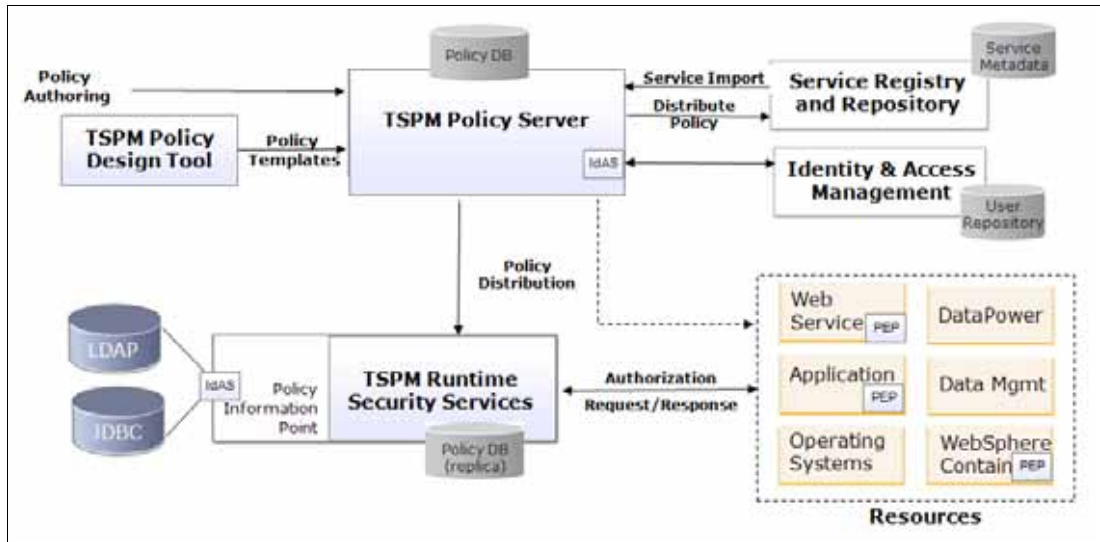 Policy DB
Service
Metadata
Policy
Authoring
TSPM Policy Server
Service Import
Distribute
Policy
Service Registry
and Repository
TSPM Policy
Design Tool
Policy
Templates
IdAS
Identity & Access
Management
User
Repository
Policy
Distribution
LDAP
JDBC
IdAS
Policy
Information
Point
TSPM Runtime
Security Services
Policy DB
(replica)
Authorization
Request/Response
Web
Service
PEP
DataPower
Application
PEP
Data Mgmt
Operating
Systems
WebSphere
Contain
PEP
Resources